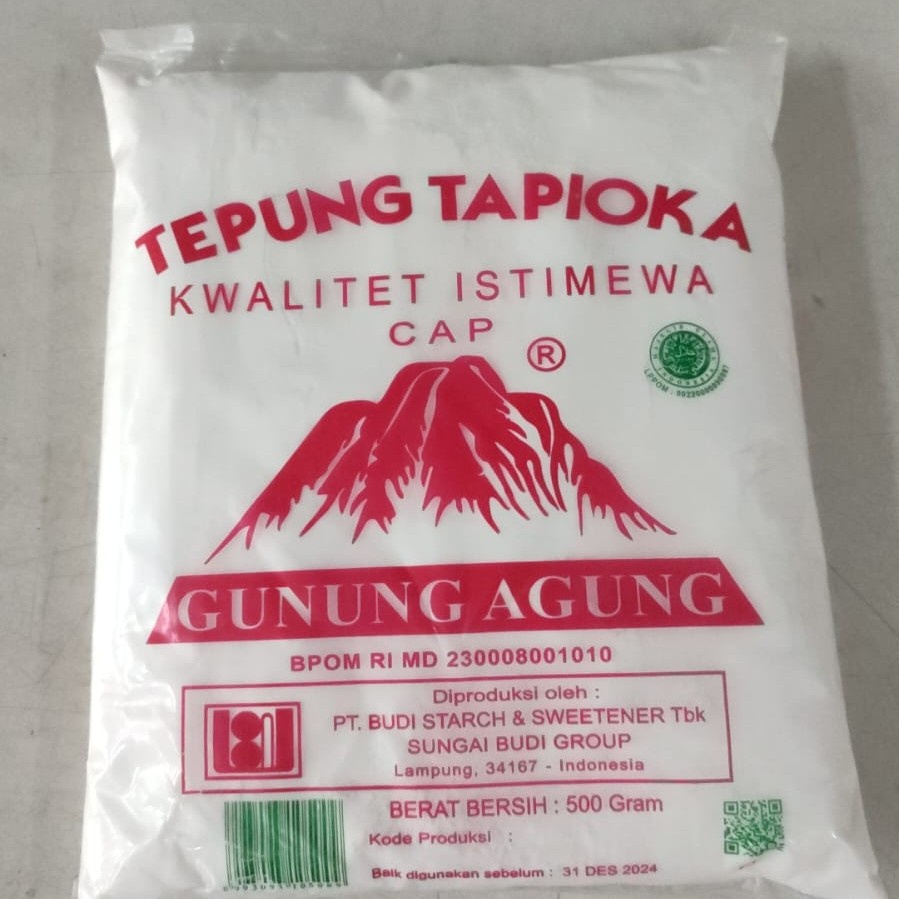 TEPUNG TAPIOKA
KWALITET ISTIMEWA
CAP
®
GUNUNG AGUNG
BPOM RI MD 230008001010
Diproduksi oleh :
PT. BUDI STARCH & SWEETENER Tbk
SUNGAI BUDI GROUP
Lampung, 34167 - Indonesia
BERAT BERSIH : 500 Gram
Kode Produksi :
Baik digunakan sebelum : 31 DES 2024